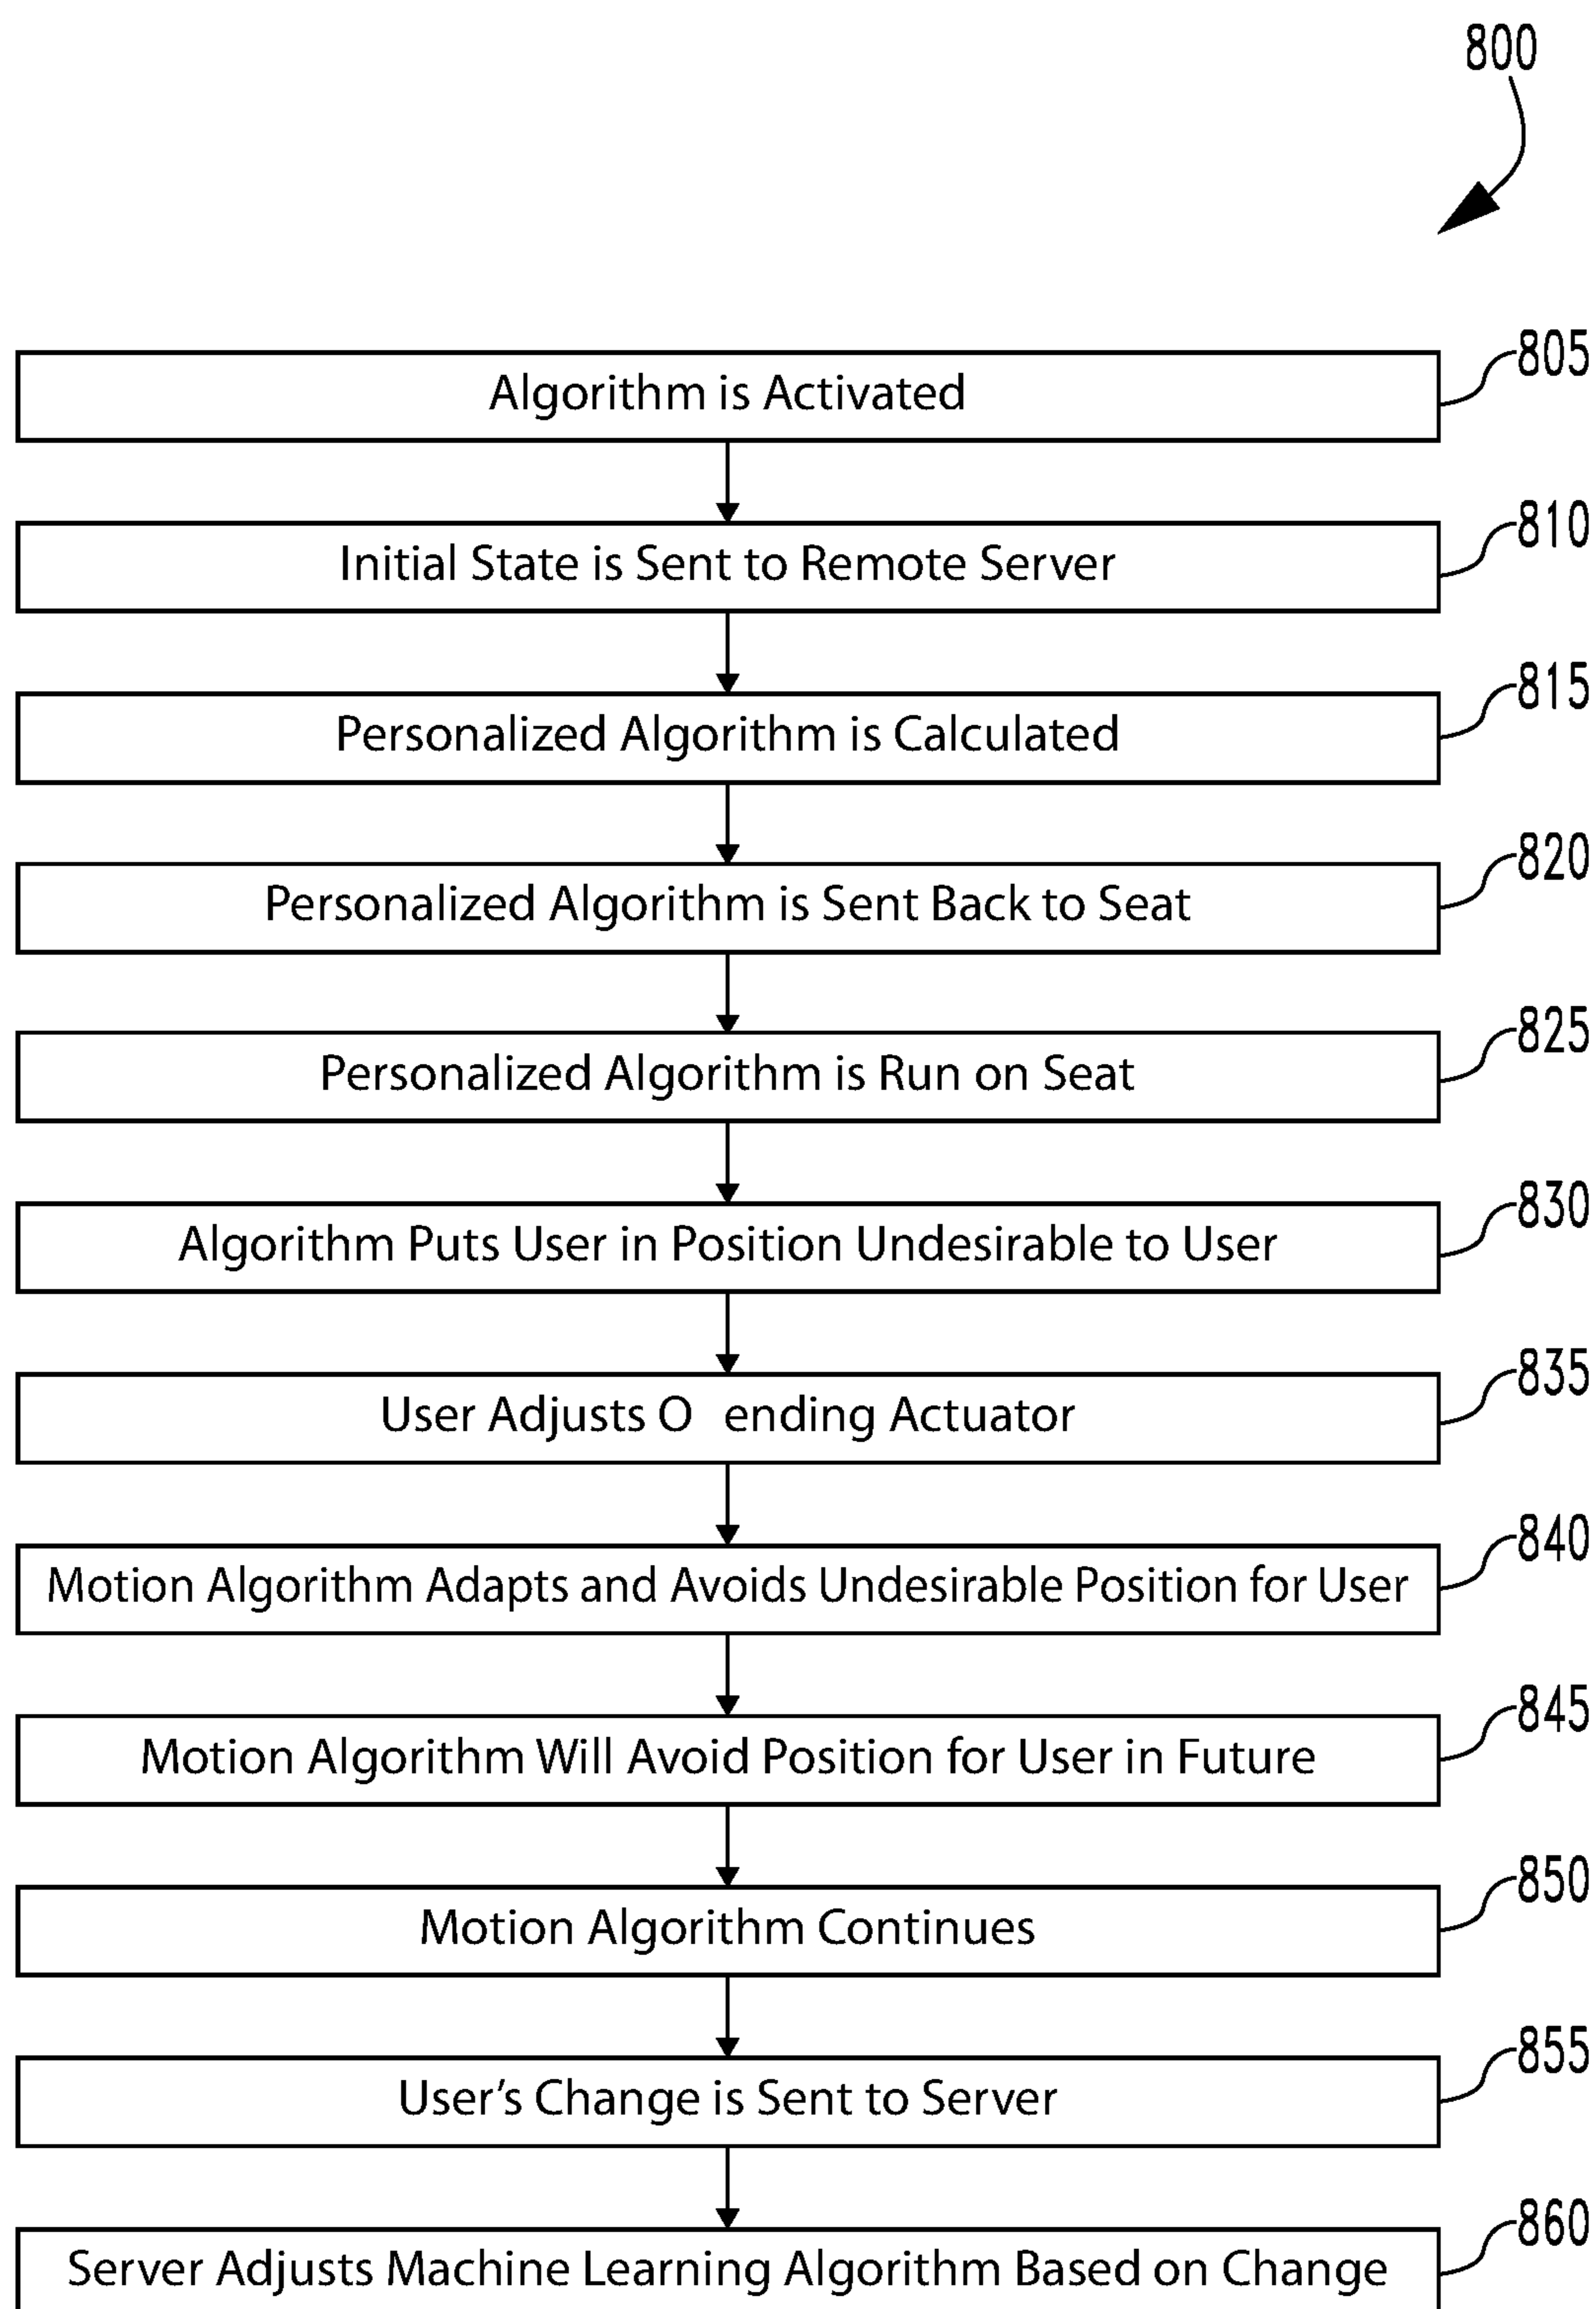 800
Algorithm is Activated
805
Initial State is Sent to Remote Server
810
Personalized Algorithm is Calculated
815
Personalized Algorithm is Sent Back to Seat
820
Personalized Algorithm is Run on Seat
825
Algorithm Puts User in Position Undesirable to User
830
User Adjusts O ending Actuator
835
Motion Algorithm Adapts and Avoids Undesirable Position for User
840
Motion Algorithm Will Avoid Position for User in Future
845
Motion Algorithm Continues
850
User’s Change is Sent to Server
855
Server Adjusts Machine Learning Algorithm Based on Change
860